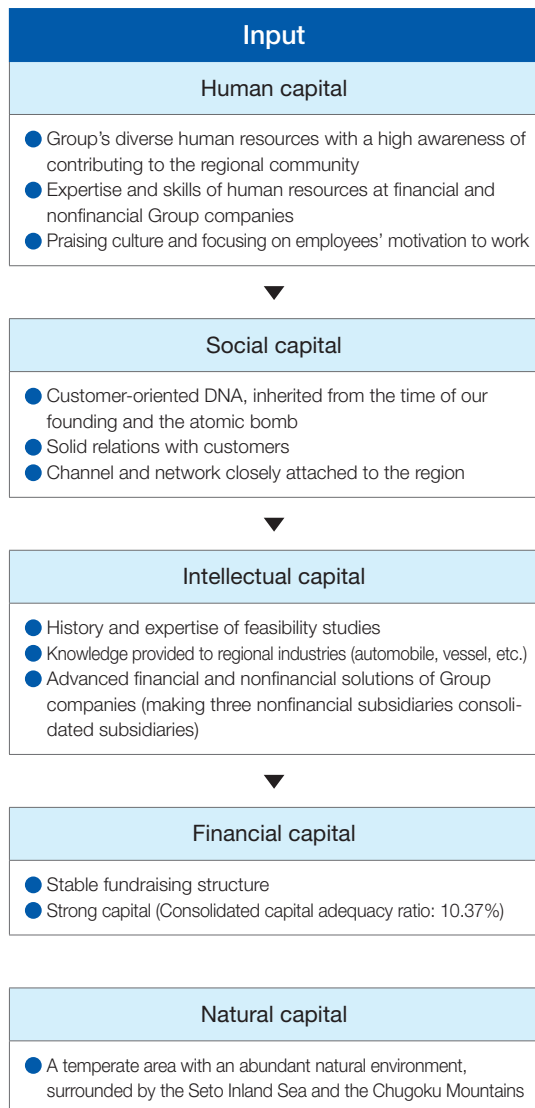 Input
Human capital
● Group’s diverse human resources with a high awareness of
contributing to the regional community
● Expertise and skills of human resources at financial and
nonfinancial Group companies
● Praising culture and focusing on employees’ motivation to work
Social capital
● Customer-oriented DNA, inherited from the time of our
founding and the atomic bomb
● Solid relations with customers
● Channel and network closely attached to the region
Intellectual capital
● History and expertise of feasibility studies
● Knowledge provided to regional industries (automobile, vessel, etc.)
● Advanced financial and nonfinancial solutions of Group
companies (making three nonfinancial subsidiaries consoli-
dated subsidiaries)
Financial capital
● Stable fundraising structure
● Strong capital (Consolidated capital adequacy ratio: 10.37%)
Natural capital
● A temperate area with an abundant natural environment,
surrounded by the Seto Inland Sea and the Chugoku Mountains